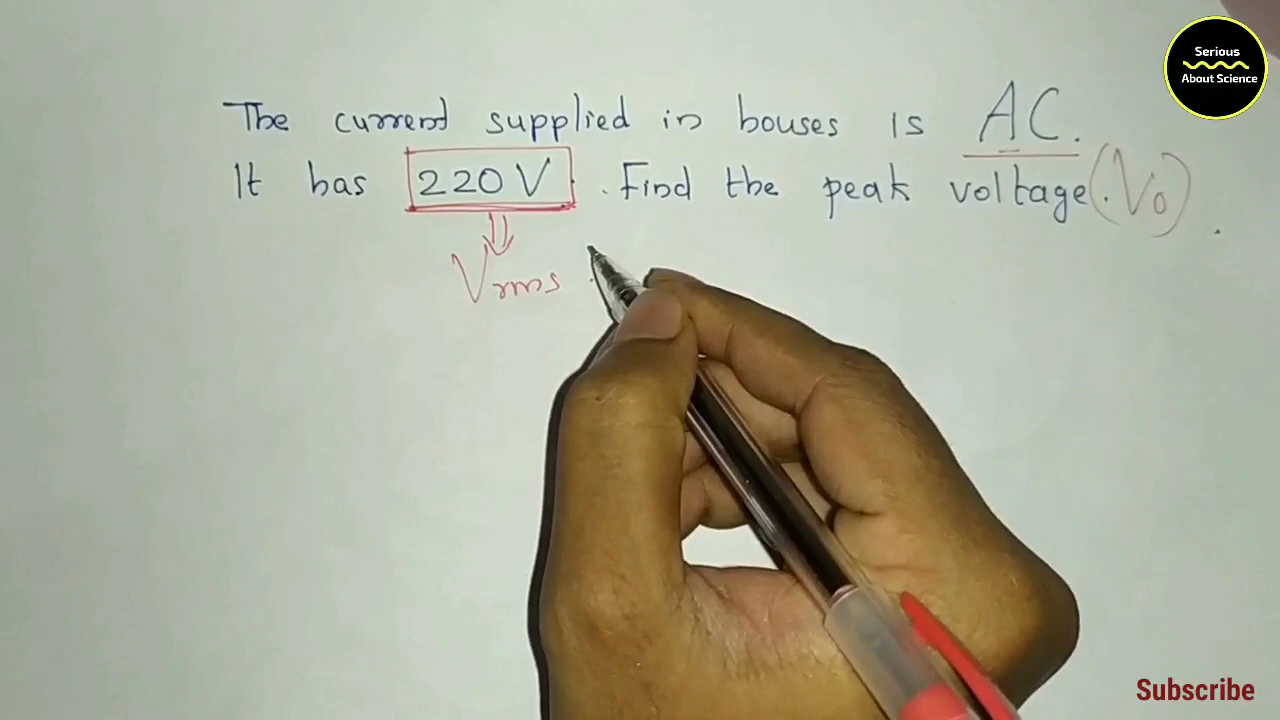 The current supplied in houses is AC.
It has 220 V . Find the peak voltage. (V₀)
Vrms
Serious
About Science
Subscribe